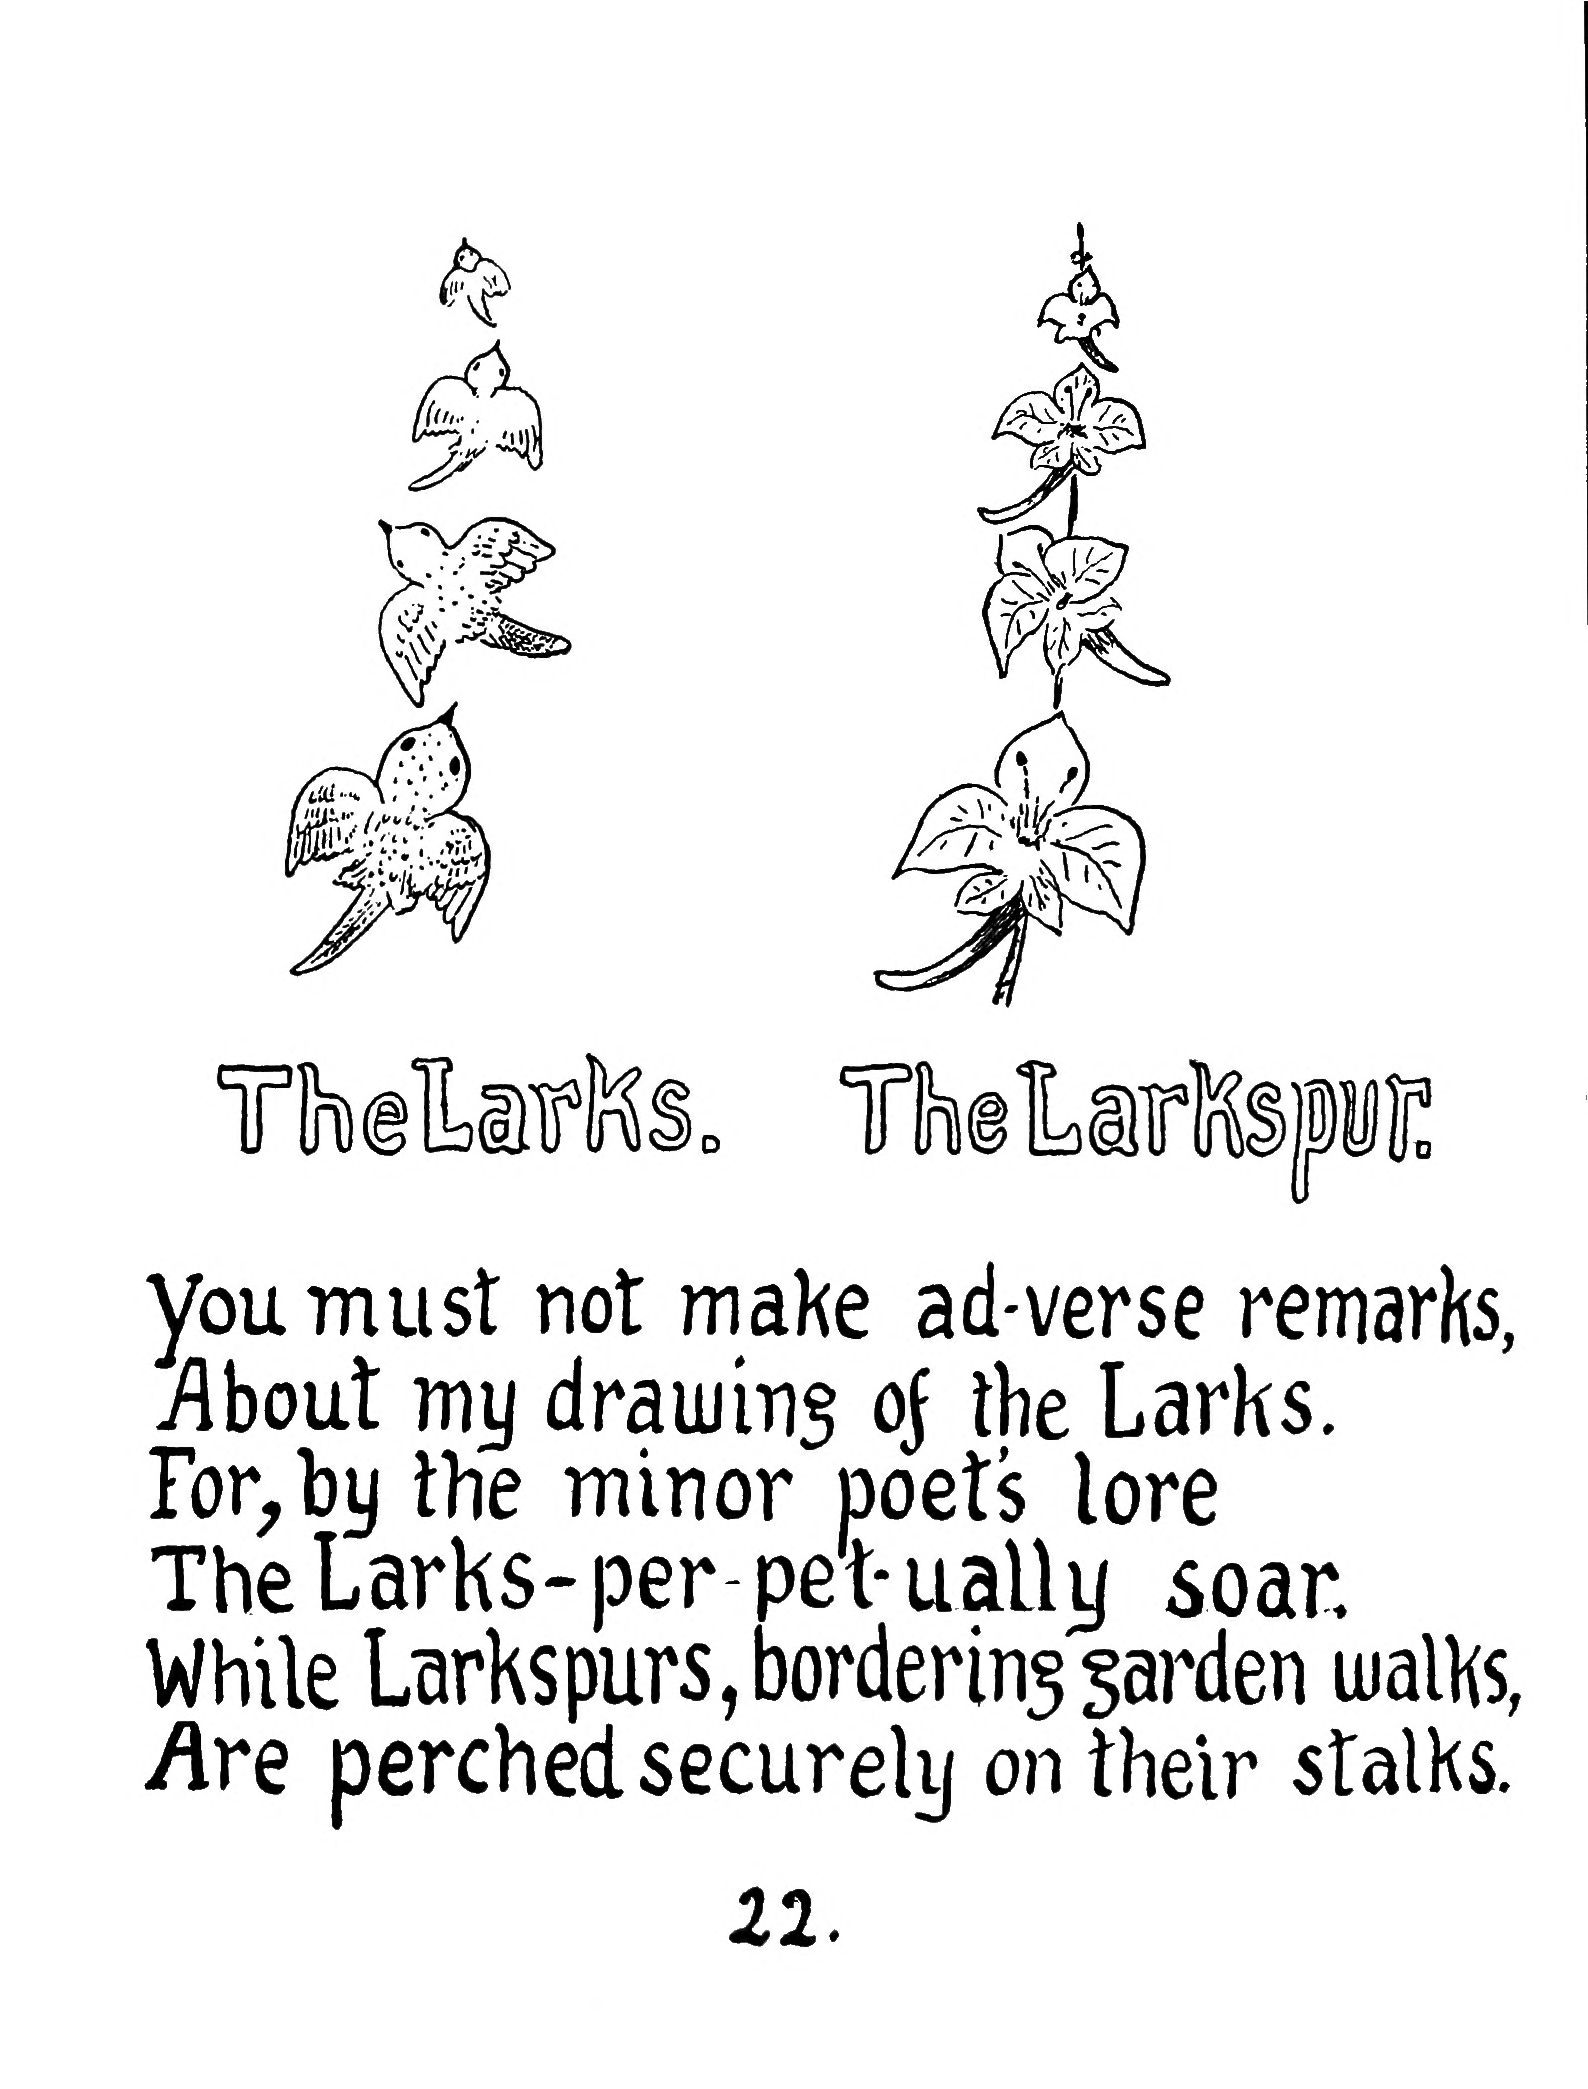 The Larks. The Larkspur.
You must not make ad-verse remarks,
About my drawing of the Larks.
For, by the minor poet's lore
The Larks-per-pet-ually soar.
While Larkspurs, bordering garden walks,
Are perched securely on their stalks.
22.